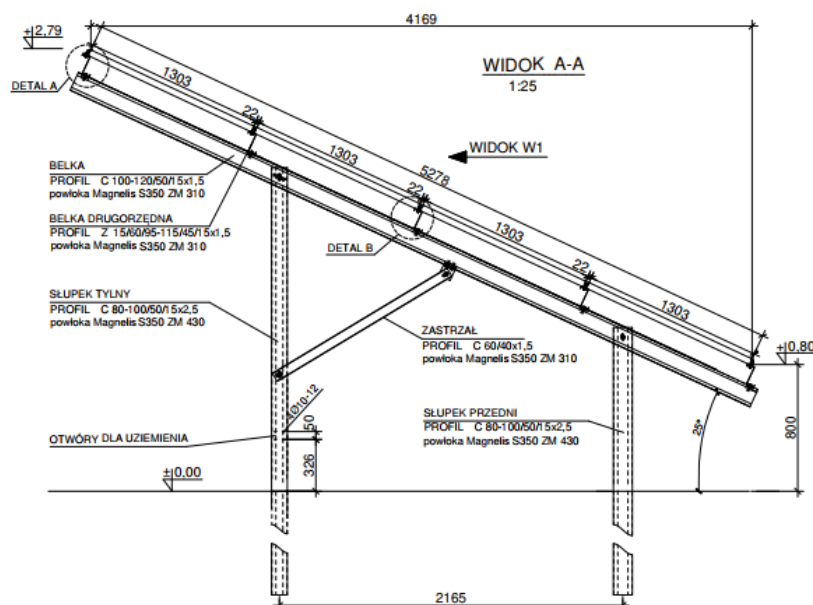 4169
+2,79
WIDOK A-A
1:25
1303
DETAL A
22
WIDOK W1
1303
5278
BELKA
PROFIL C 100-120/50/15x1,5
powłoka Magnelis S350 ZM 310
22
BELKA DRUGORZĘDNA
PROFIL Z 15/60/95-115/45/15x1,5
powłoka Magnelis S350 ZM 310
1303
DETAL B
22
SŁUPEK TYLNY
PROFIL C 80-100/50/15x2,5
powłoka Magnelis S350 ZM 430
1303
ZASTRZAŁ
PROFIL C 60/40x1,5
powłoka Magnelis S350 ZM 310
+0,80
4Ø10-12
SŁUPEK PRZEDNI
PROFIL C 80-100/50/15x2,5
powłoka Magnelis S350 ZM 430
OTWÓRY DLA UZIEMIENIA
50
25°
800
326
±0,00
2165